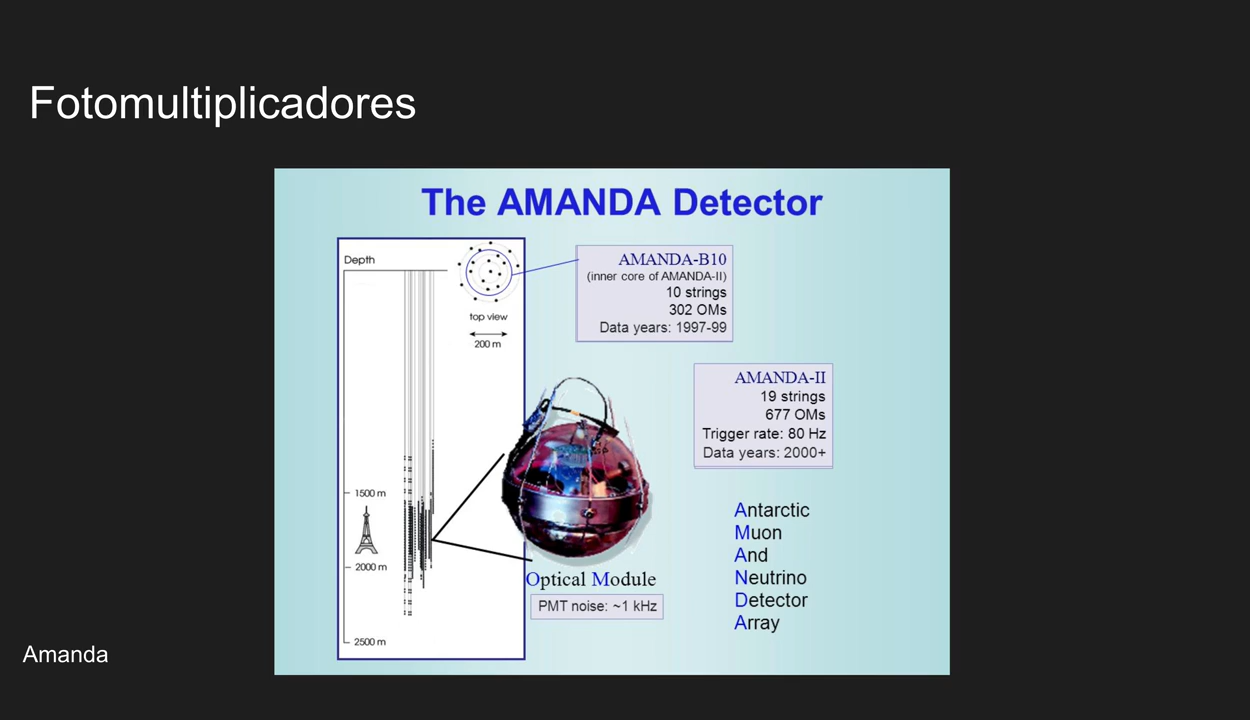 Fotomultiplicadores
The AMANDA Detector
Depth
top view
200 m
1500 m
2000 m
2500 m
AMANDA-B10
(inner core of AMANDA-II)
10 strings
302 OMs
Data years: 1997-99
AMANDA-II
19 strings
677 OMs
Trigger rate: 80 Hz
Data years: 2000+
Optical Module
PMT noise: ~1 kHz
Antarctic
Muon
And
Neutrino
Detector
Array
Amanda